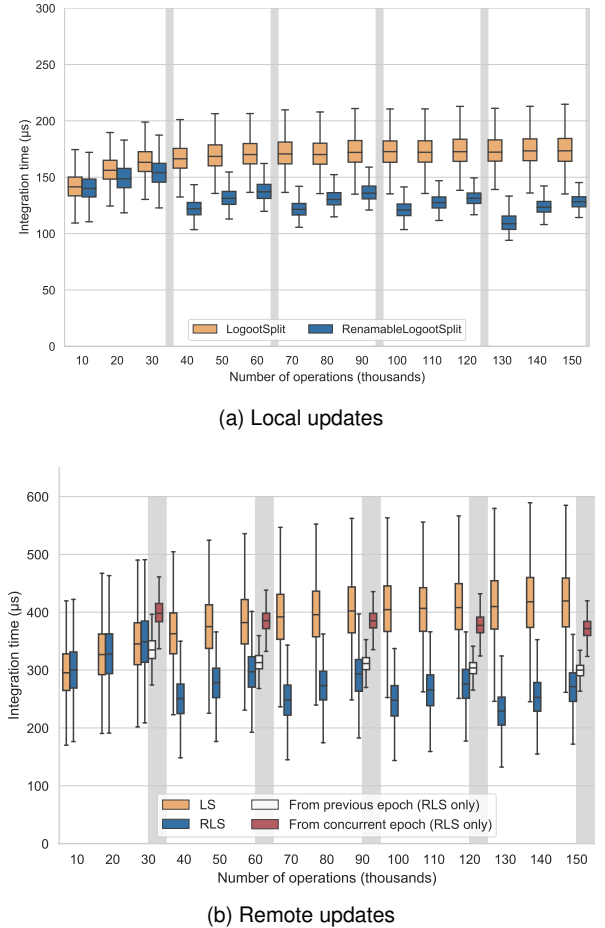 300
250
200
150
100
50
0
Integration time (µs)
LogootSplit RenamableLogootSplit
10 20 30 40 50 60 70 80 90 100 110 120 130 140 150
Number of operations (thousands)
(a) Local updates
600
500
400
300
200
100
0
Integration time (µs)
LS From previous epoch (RLS only)
RLS From concurrent epoch (RLS only)
10 20 30 40 50 60 70 80 90 100 110 120 130 140 150
Number of operations (thousands)
(b) Remote updates